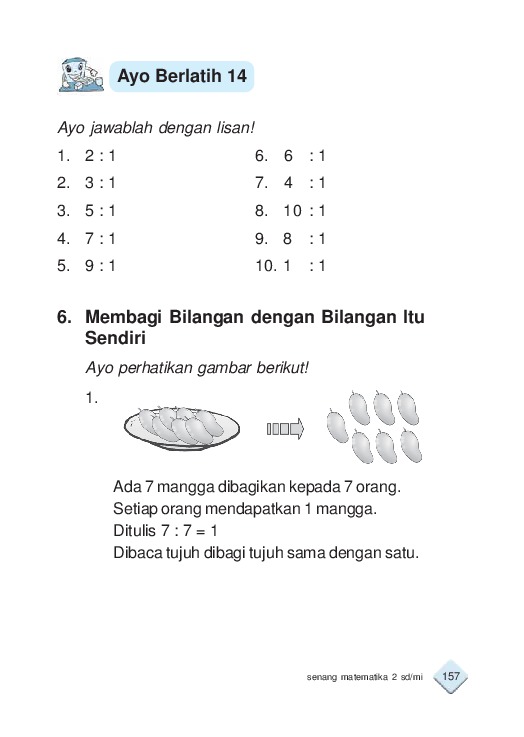 Ayo Berlatih 14
Ayo jawablah dengan lisan!
1. 2 : 1
2. 3 : 1
3. 5 : 1
4. 7 : 1
5. 9 : 1
6. 6 : 1
7. 4 : 1
8. 10 : 1
9. 8 : 1
10. 1 : 1
6. Membagi Bilangan dengan Bilangan Itu
Sendiri
Ayo perhatikan gambar berikut!
1.
Ada 7 mangga dibagikan kepada 7 orang.
Setiap orang mendapatkan 1 mangga.
Ditulis 7 : 7 = 1
Dibaca tujuh dibagi tujuh sama dengan satu.
senang matematika 2 sd/mi 157